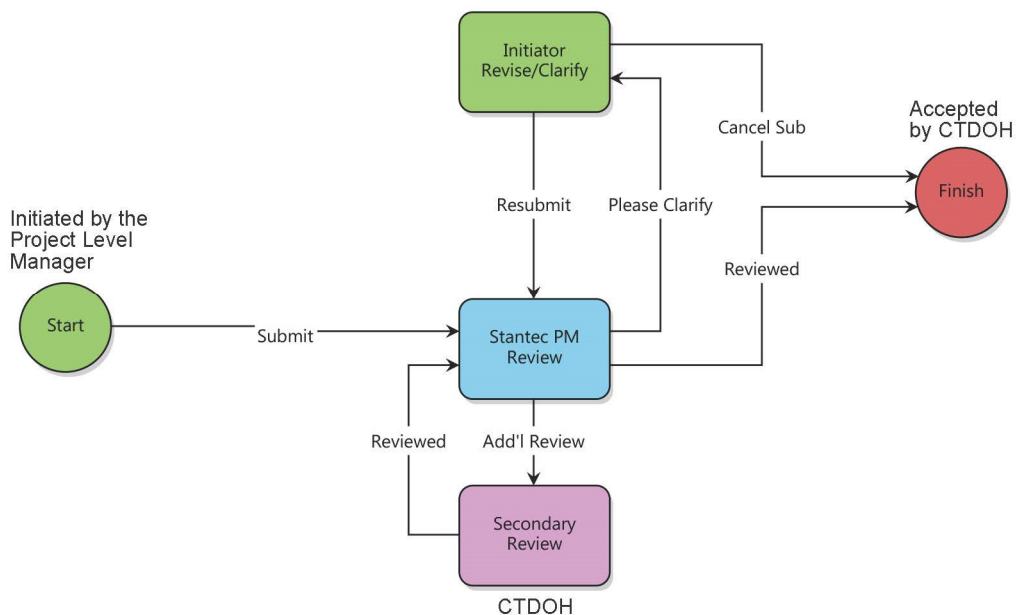 Initiator
Revise/Clarify
Accepted
by CTDOH
Cancel Sub
Finish
Resubmit
Please Clarify
Initiated by the
Project Level
Manager
Reviewed
Start
Submit
Stantec PM
Review
Reviewed
Add'l Review
Secondary
Review
CTDOH